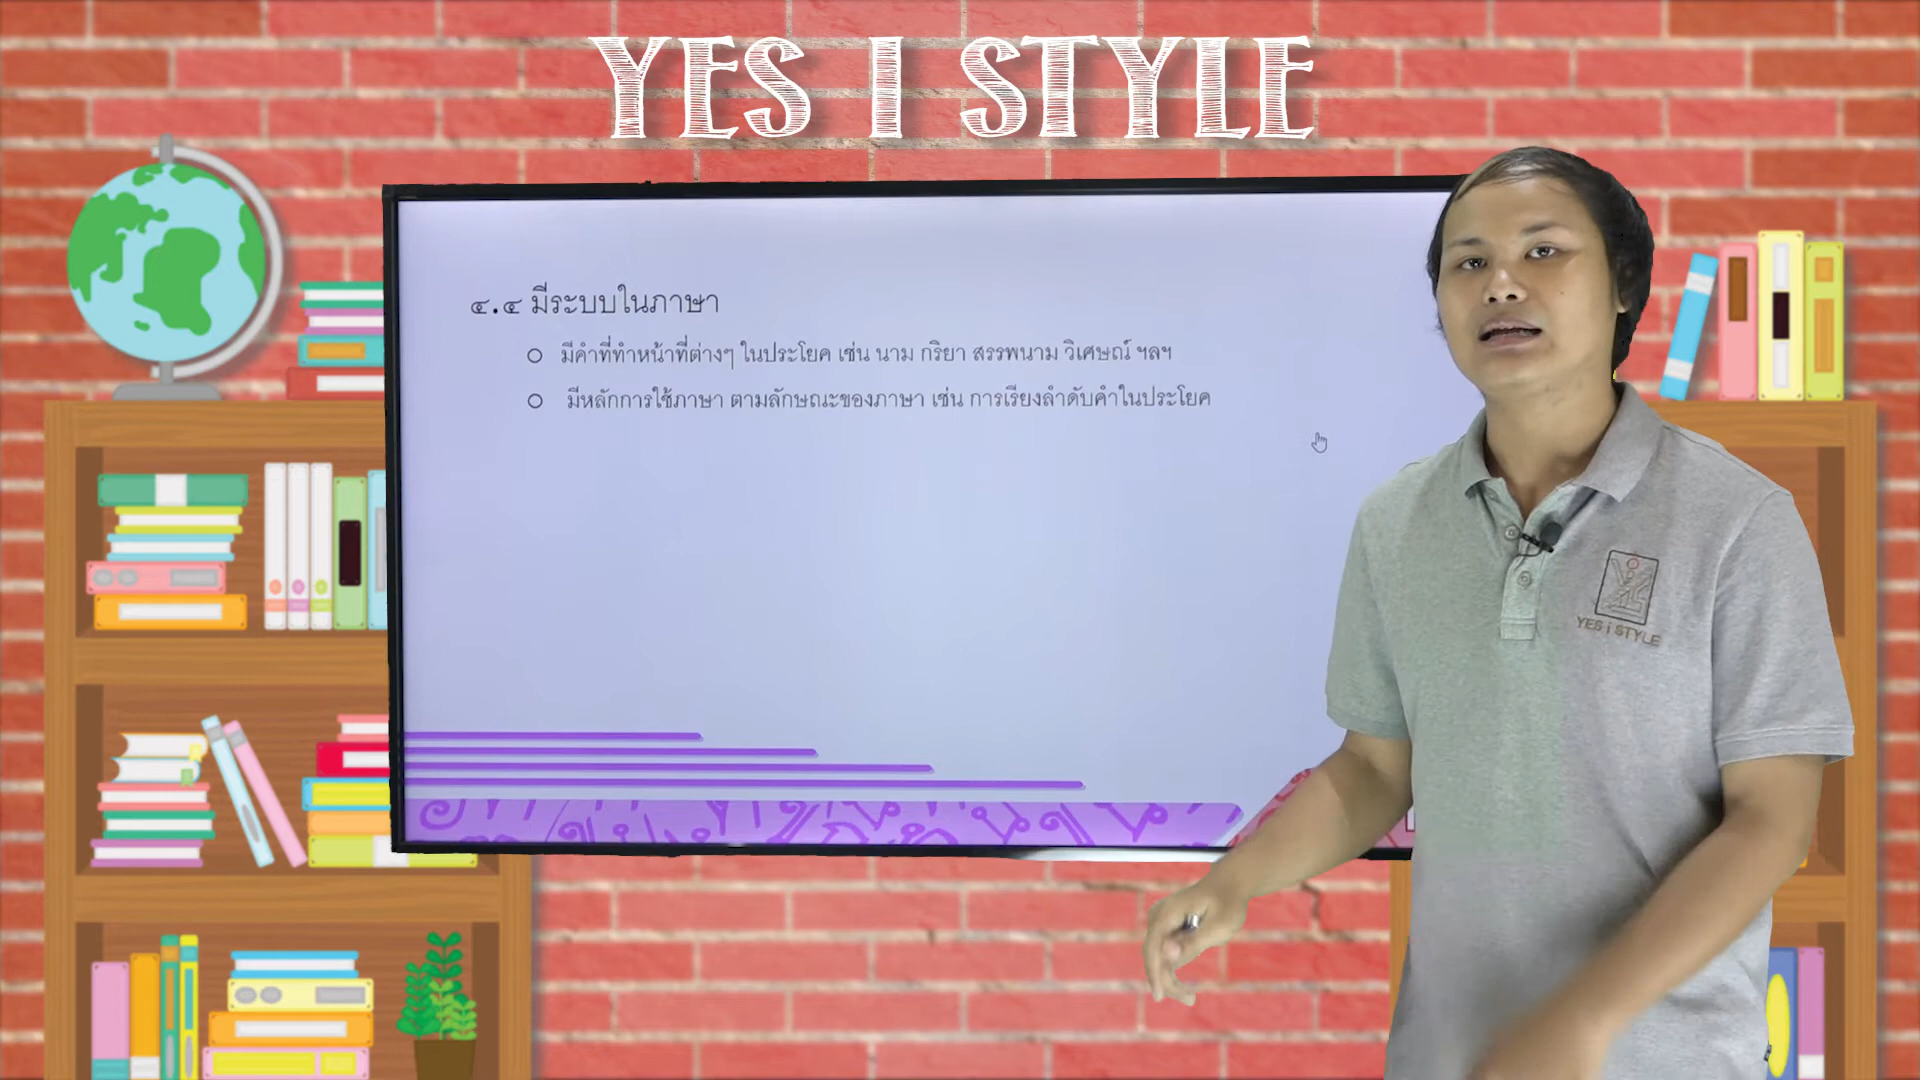 YES I STYLE
๔.๔ มีระบบในภาษา
มีคำที่ทำหน้าที่ต่างๆ ในประโยค เช่น นาม กริยา สรรพนาม วิเศษณ์ ฯลฯ
มีหลักการใช้ภาษา ตามลักษณะของภาษา เช่น การเรียงลำดับคำในประโยค
YES i STYLE